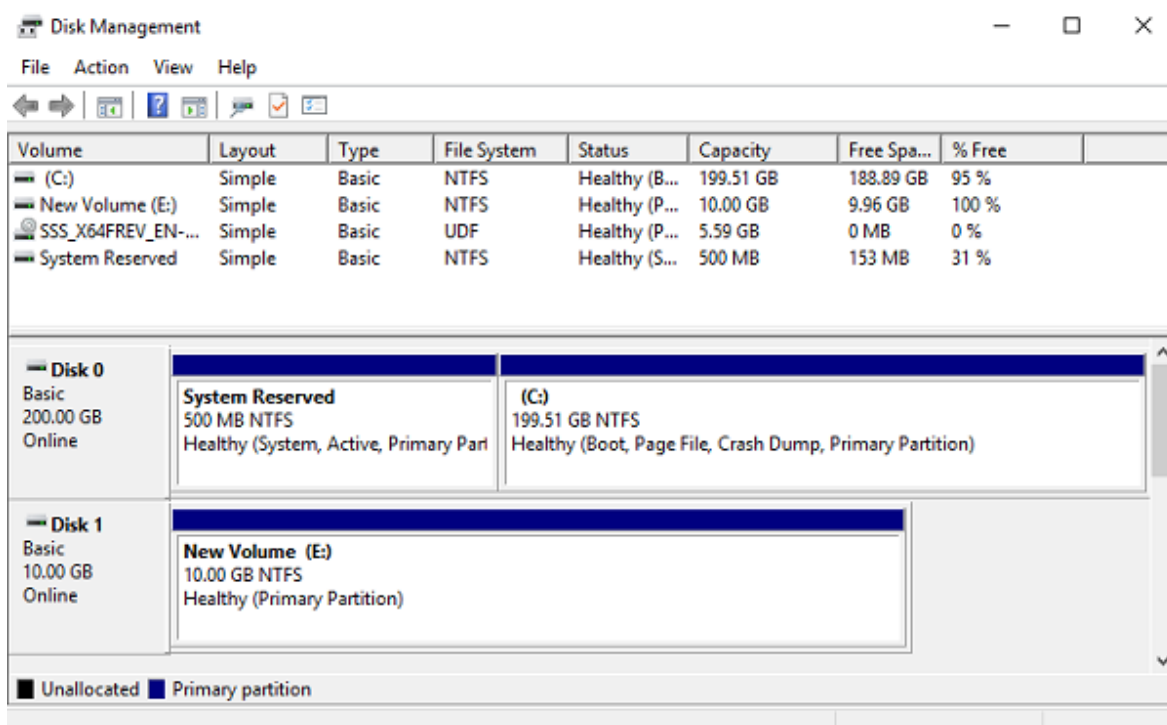 Disk Management
File Action View Help
Volume Layout Type File System Status Capacity Free Spa... % Free
(C:) Simple Basic NTFS Healthy (B... 199.51 GB 188.89 GB 95 %
New Volume (E:) Simple Basic NTFS Healthy (P... 10.00 GB 9.96 GB 100 %
SSS_X64FREV_EN-... Simple Basic UDF Healthy (P... 5.59 GB 0 MB 0 %
System Reserved Simple Basic NTFS Healthy (S... 500 MB 153 MB 31 %
Disk 0
Basic
200.00 GB
Online
System Reserved
500 MB NTFS
Healthy (System, Active, Primary Part
(C:)
199.51 GB NTFS
Healthy (Boot, Page File, Crash Dump, Primary Partition)
Disk 1
Basic
10.00 GB
Online
New Volume (E:)
10.00 GB NTFS
Healthy (Primary Partition)
Unallocated Primary partition